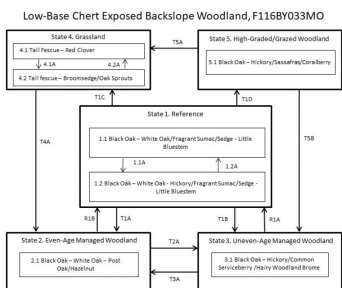 Low-Base Chert Exposed Backslope Woodland, F116BY033MO
State 4. Grassland
4.1 Tall Fescue – Red Clover
4.1A
4.2A
4.2 Tall fescue – Broomsedge/Oak Sprouts
T5A
State 5. High-Graded/Grazed Woodland
5.1 Black Oak – Hickory/Sassafras/Coralberry
T1C
T1D
State 1. Reference
1.1 Black Oak – White Oak/Fragrant Sumac/Sedge - Little
Bluestem
1.1A
1.2A
1.2 Black Oak – White Oak - Hickory/Fragrant Sumac/Sedge -
Little Bluestem
T4A
T5B
R1B
T1A
T1B
R1A
State 2. Even-Age Managed Woodland
2.1 Black Oak – White Oak – Post
Oak/Hazelnut
T2A
T3A
State 3. Uneven-Age Managed Woodland
3.1 Black Oak – Hickory/Common
Serviceberry /Hairy Woodland Brome